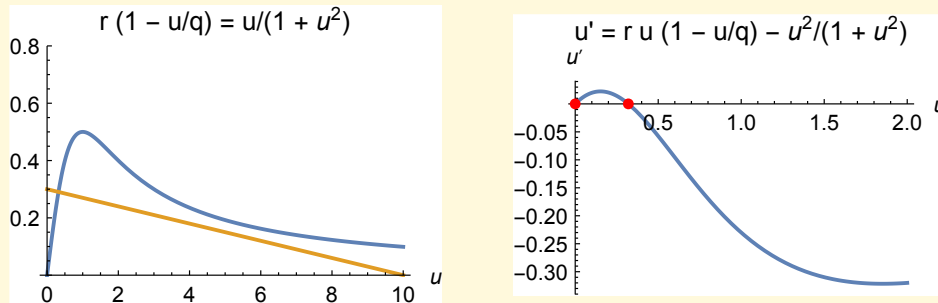 r (1 − u/q) = u/(1 + u²)
0.8
0.6
0.4
0.2
0 2 4 6 8 10 u
u' = r u (1 − u/q) − u²/(1 + u²)
u′
0.5 1.0 1.5 2.0 u
−0.05
−0.10
−0.15
−0.20
−0.25
−0.30